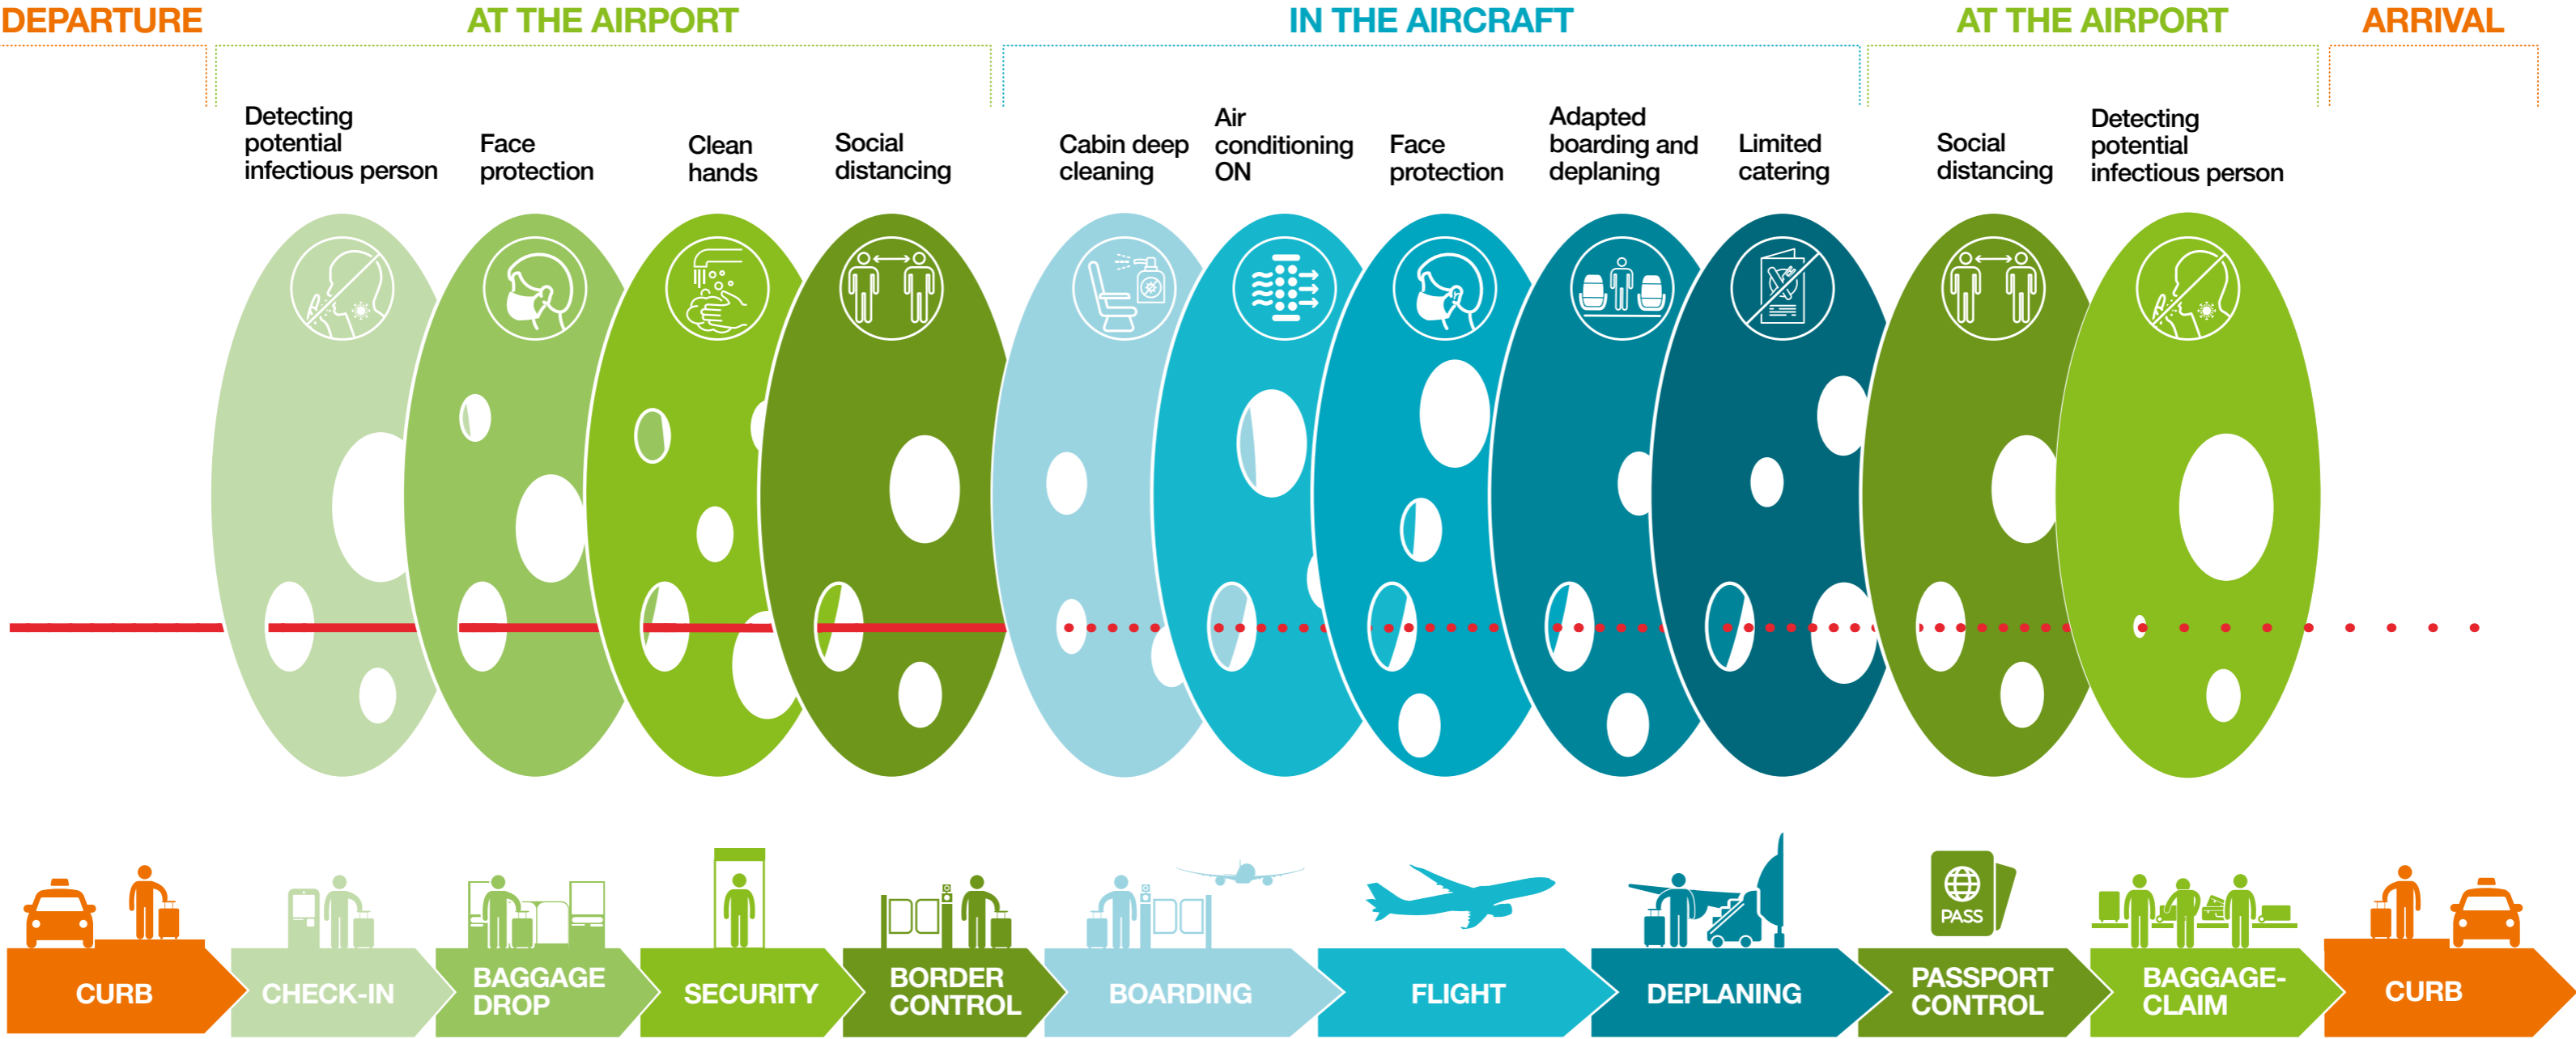 DEPARTURE
AT THE AIRPORT
IN THE AIRCRAFT
AT THE AIRPORT
ARRIVAL
Detecting
potential
infectious person
Face
protection
Clean
hands
Social
distancing
Cabin deep
cleaning
Air
conditioning
ON
Face
protection
Adapted
boarding and
deplaning
Limited
catering
Social
distancing
Detecting
potential
infectious person
PASS
CURB
CHECK-IN
BAGGAGE
DROP
SECURITY
BORDER
CONTROL
BOARDING
FLIGHT
DEPLANING
PASSPORT
CONTROL
BAGGAGE-
CLAIM
CURB